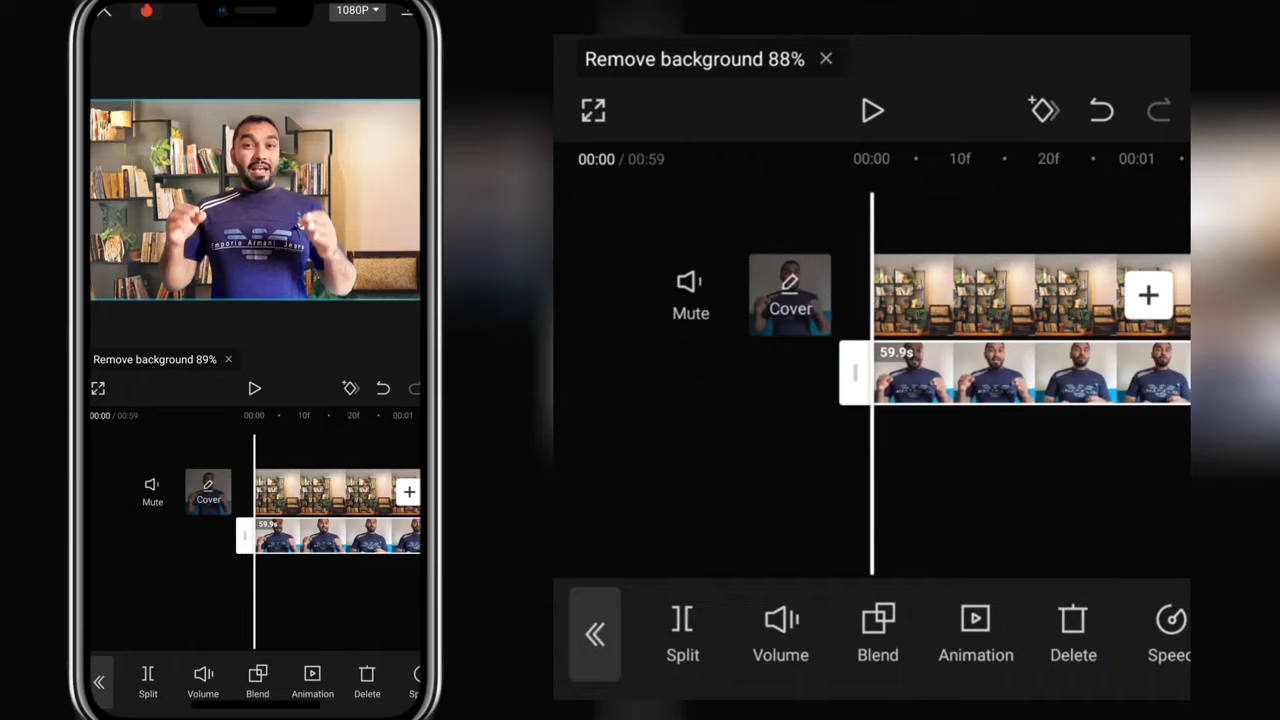 1080P
Emporio Armani Jeans
Remove background 89%
00:00 / 00:59
00:00
10f
20f
00:01
Mute
Cover
59.9s
Split
Volume
Blend
Animation
Delete
Sp
Remove background 88%
00:00 / 00:59
00:00
10f
20f
00:01
Mute
Cover
59.9s
Split
Volume
Blend
Animation
Delete
Speed